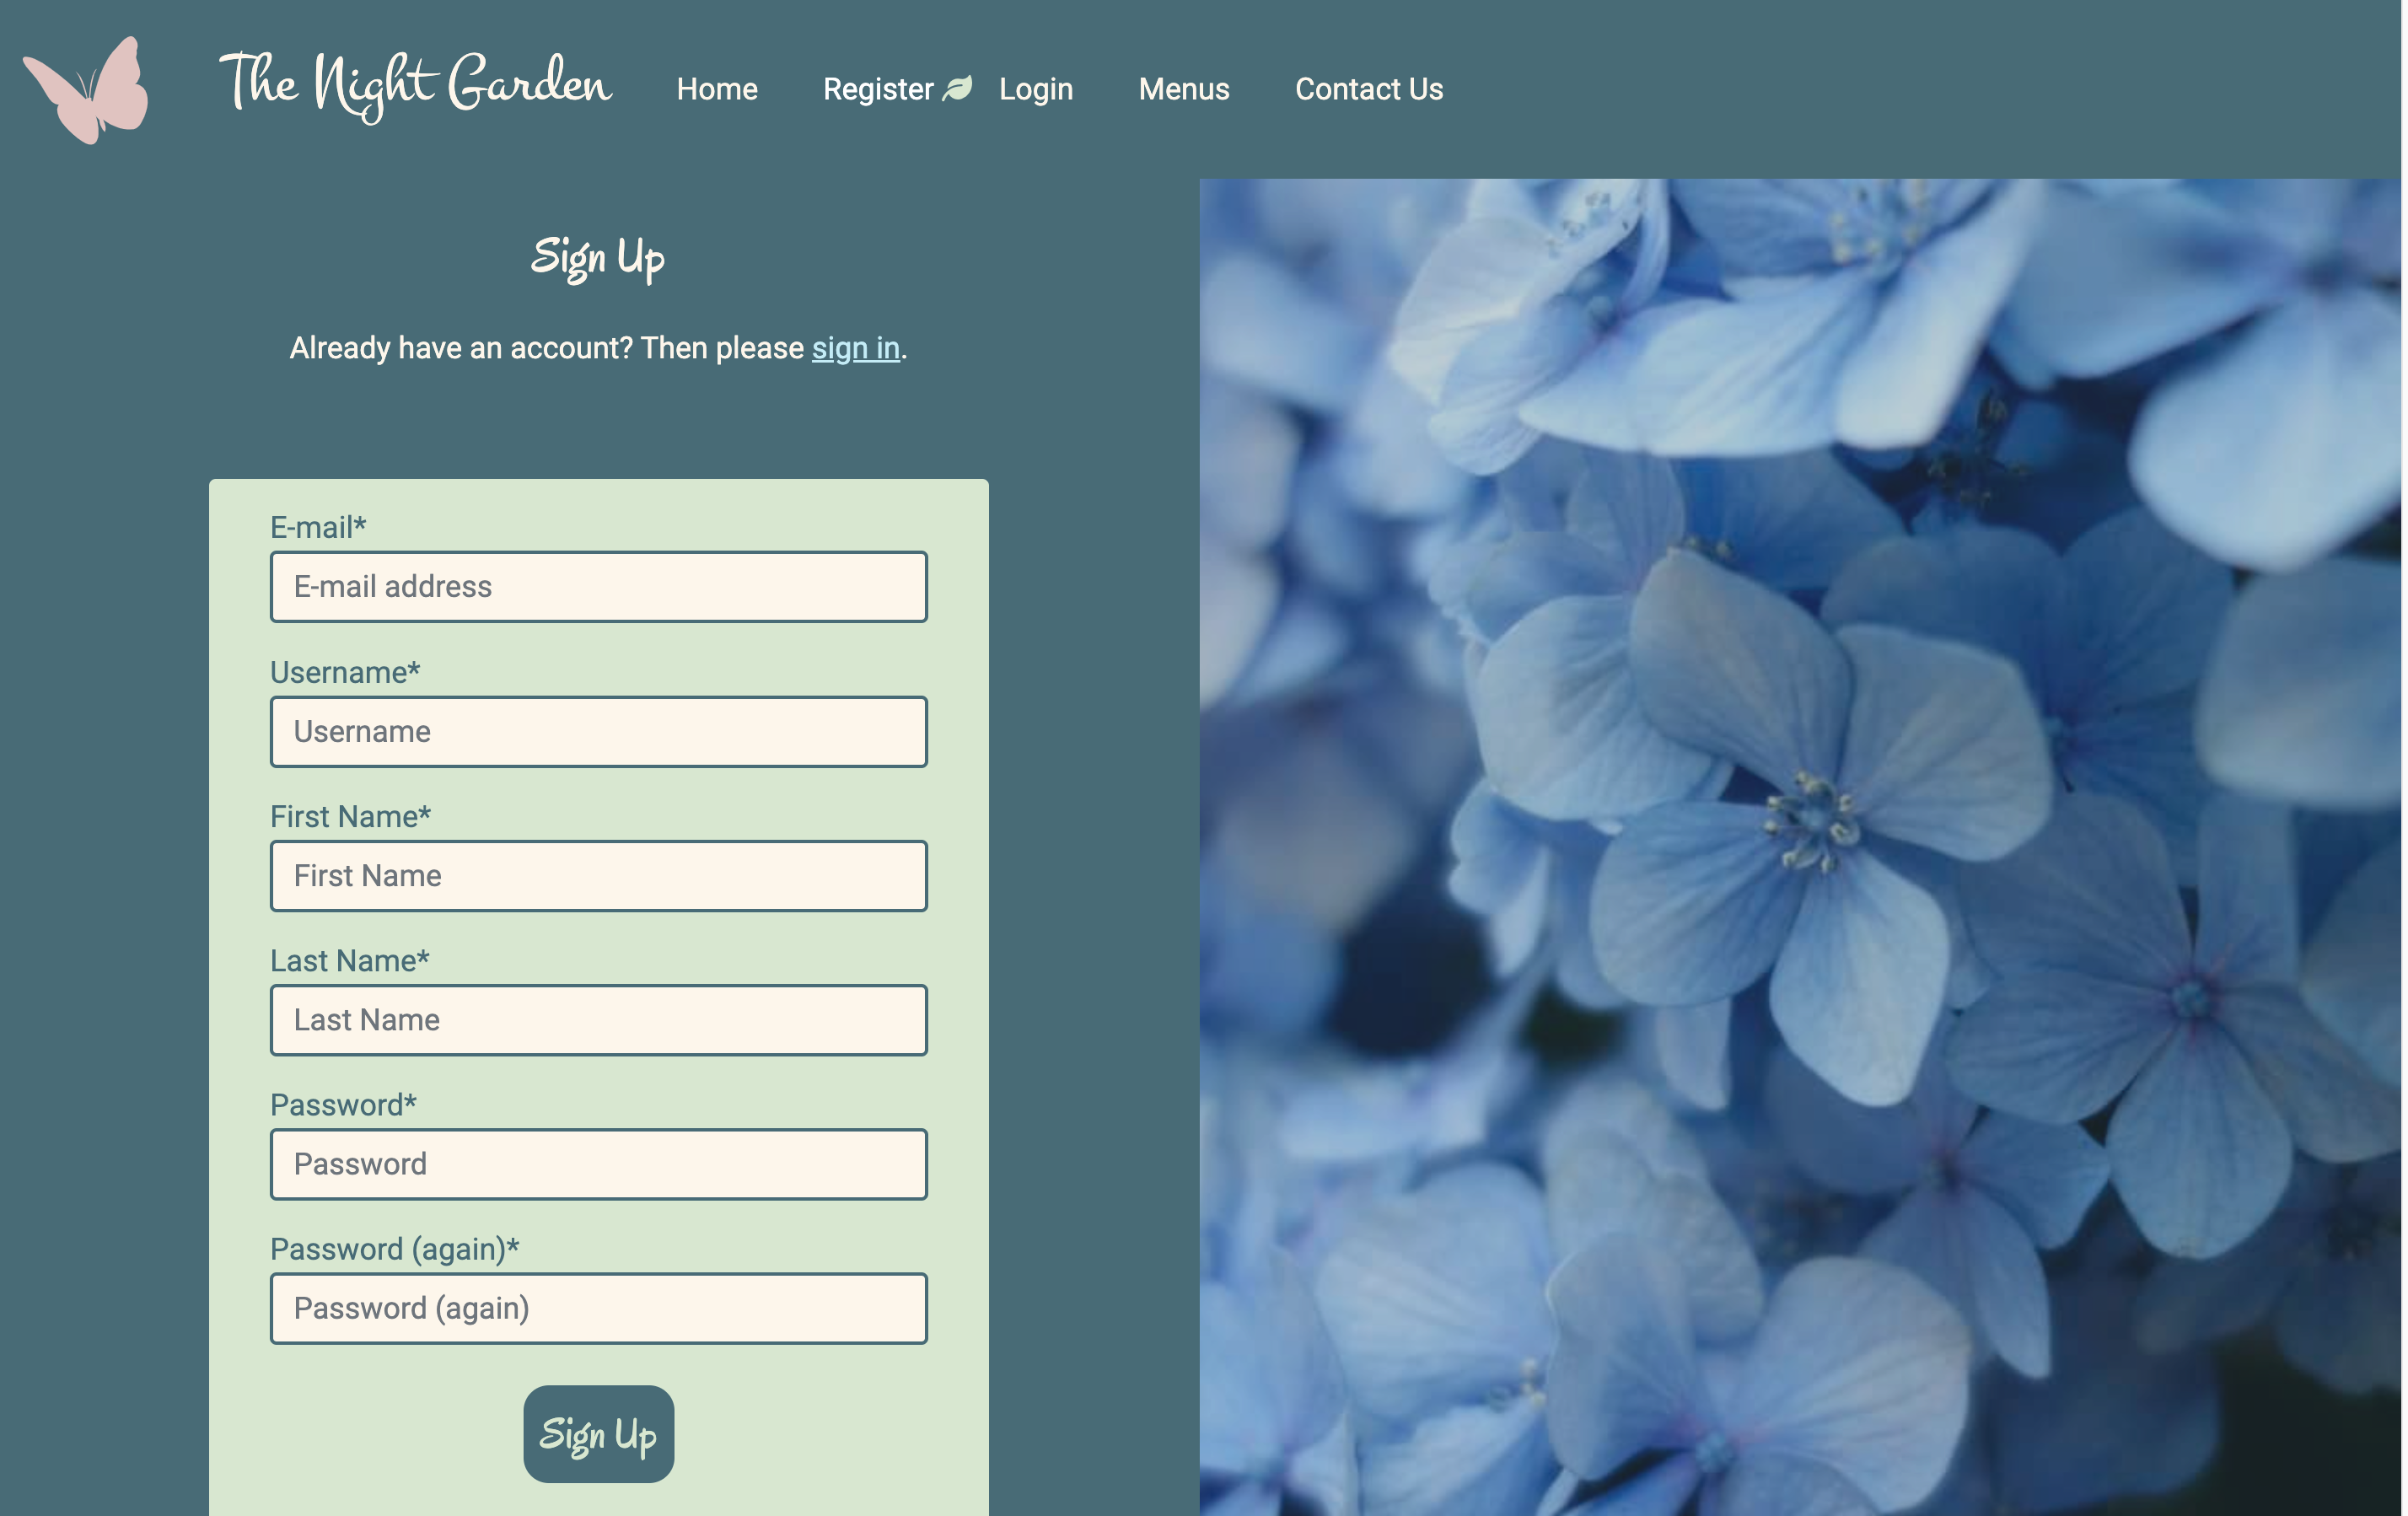 The Night Garden Home Register Login Menus Contact Us
Sign Up
Already have an account? Then please sign in.
E-mail*
E-mail address
Username*
Username
First Name*
First Name
Last Name*
Last Name
Password*
Password
Password (again)*
Password (again)
Sign Up